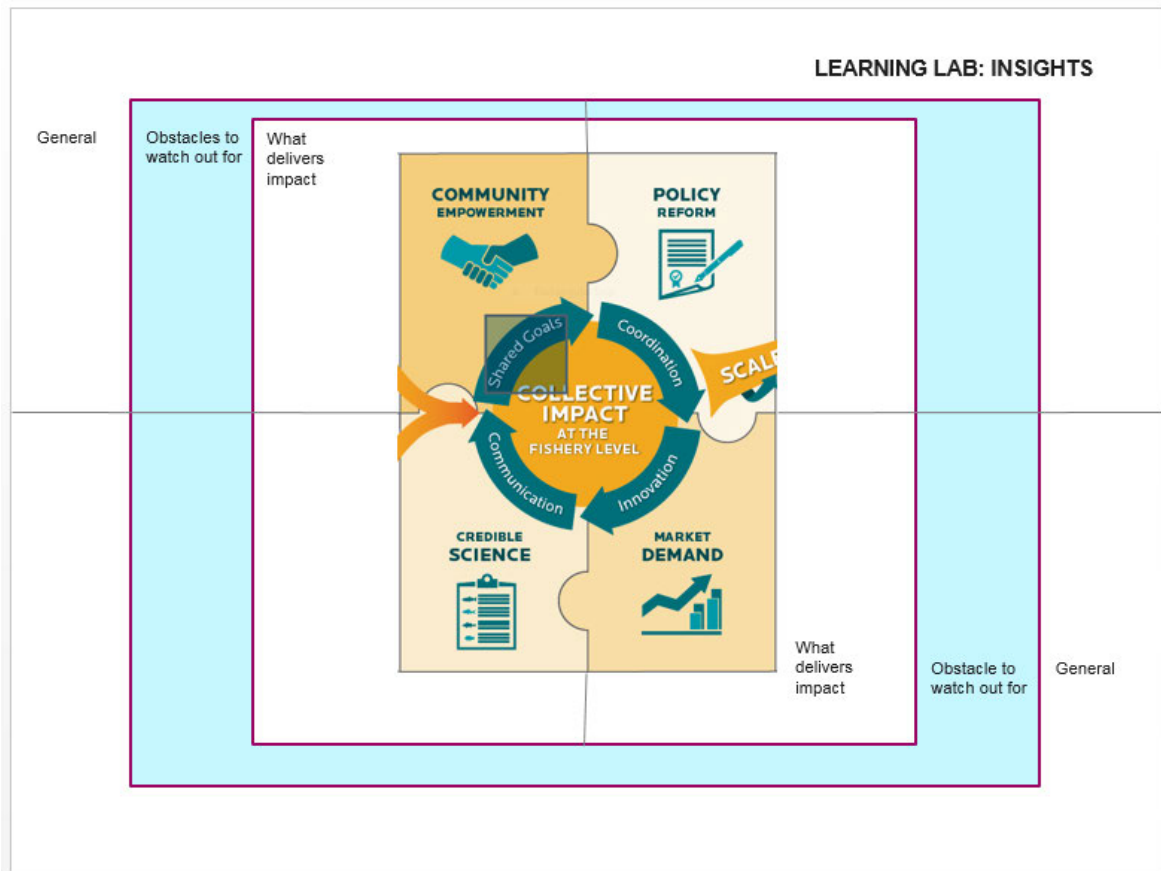 LEARNING LAB: INSIGHTS
General
Obstacles to
watch out for
What
delivers
impact
COMMUNITY
EMPOWERMENT
POLICY
REFORM
Shared Goals
Coordination
SCALE
COLLECTIVE
IMPACT
AT THE
FISHERY LEVEL
Communication
Innovation
CREDIBLE
SCIENCE
MARKET
DEMAND
What
delivers
impact
Obstacle to
watch out for
General